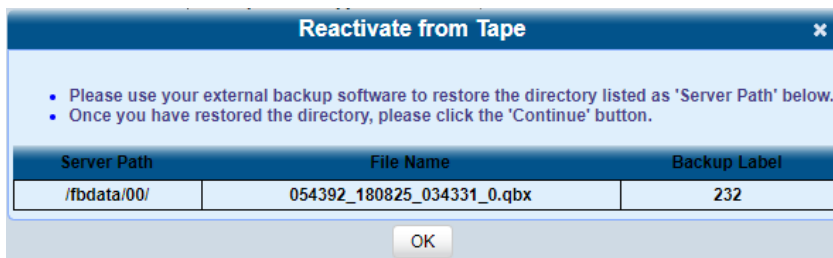 Reactivate from Tape ×
• Please use your external backup software to restore the directory listed as 'Server Path' below.
• Once you have restored the directory, please click the 'Continue' button.
Server Path File Name Backup Label
/fbdata/00/ 054392_180825_034331_0.qbx 232
OK